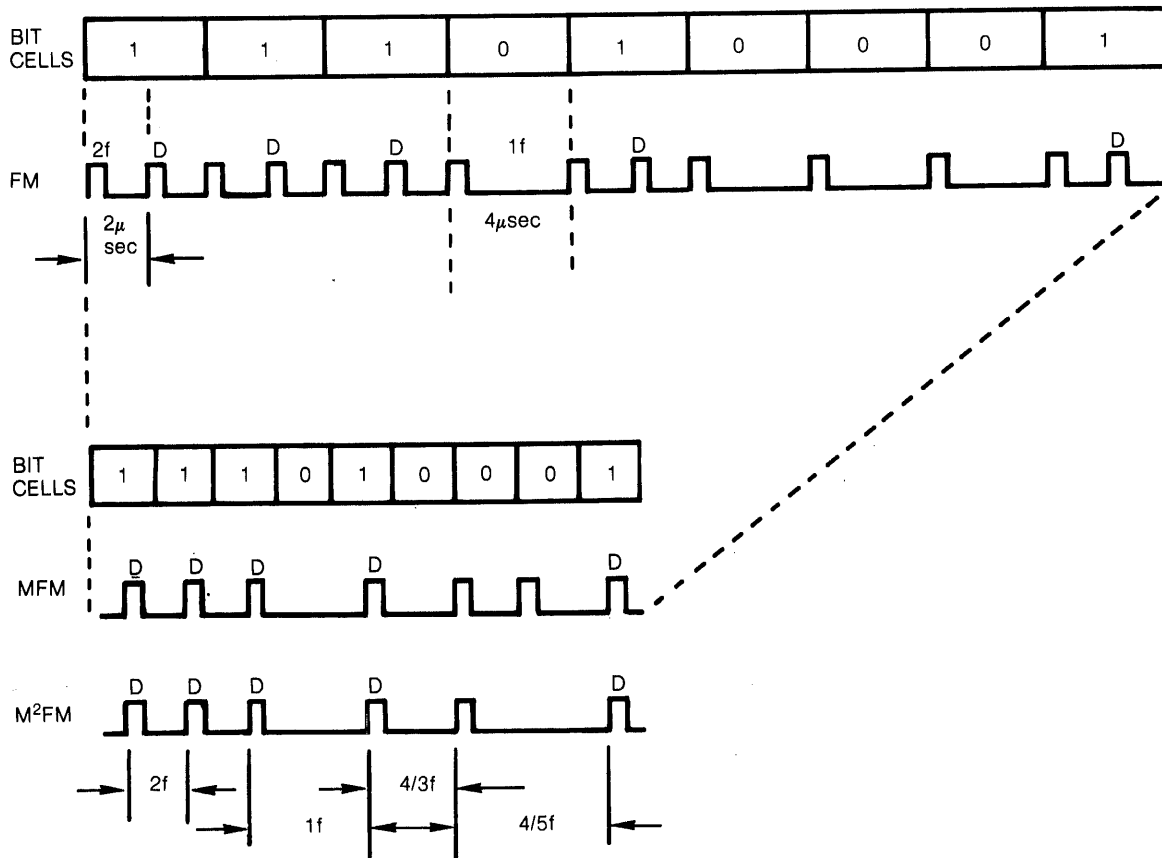 BIT CELLS 1 1 1 0 1 0 0 0 1
2f D D D 1f D D
FM
2µ sec 4µsec
BIT CELLS 1 1 1 0 1 0 0 0 1
D D D D D
MFM
D D D D D
M²FM
2f 4/3f
1f 4/5f